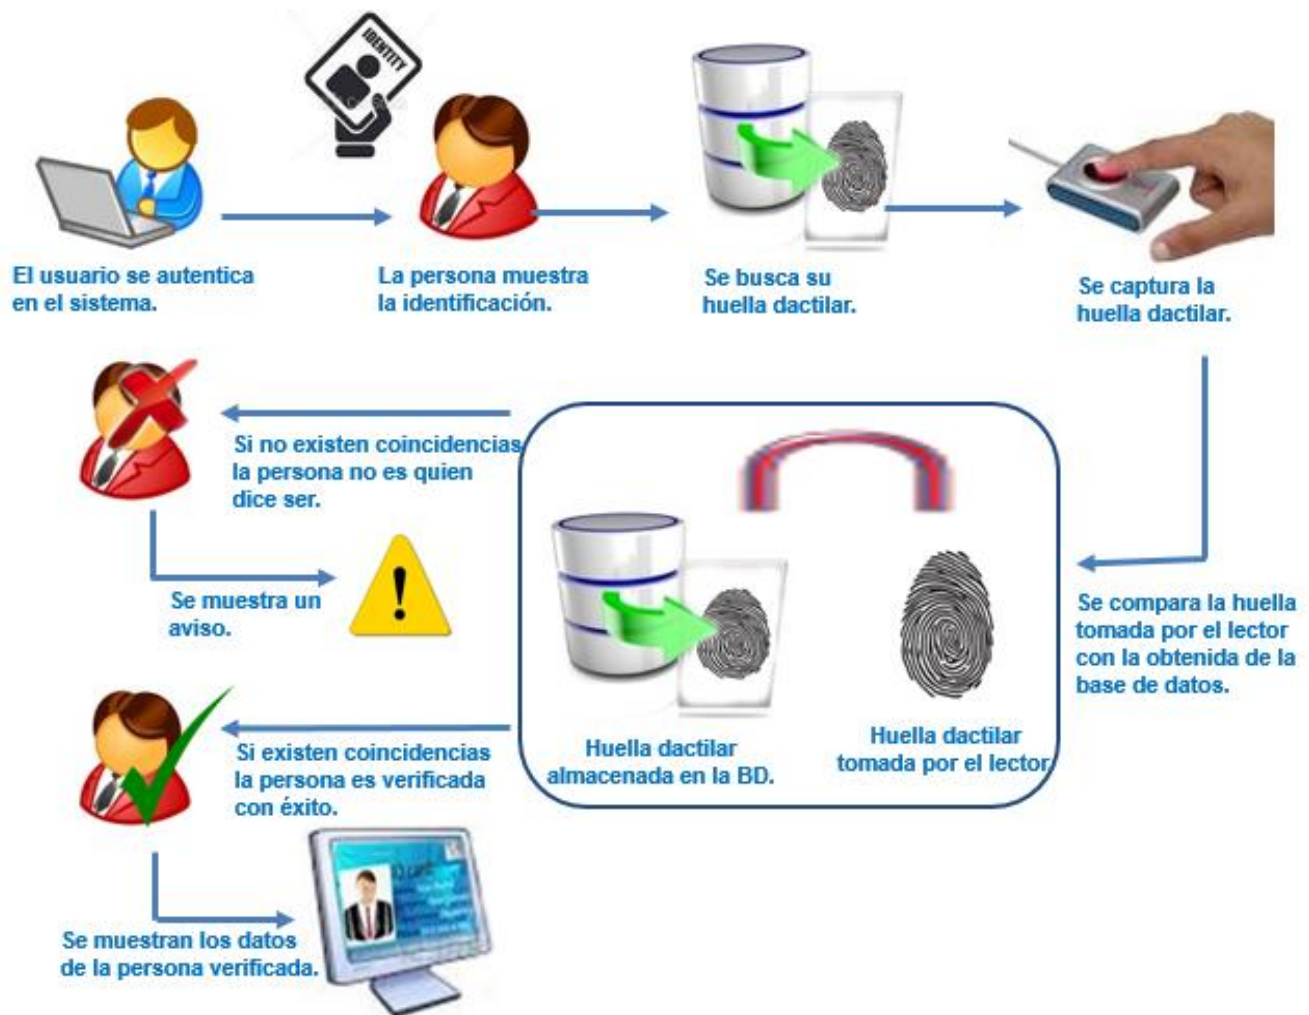 IDENTITY
El usuario se autentica
en el sistema.
La persona muestra
la identificación.
Se busca su
huella dactilar.
Se captura la
huella dactilar.
Si no existen coincidencias
la persona no es quien
dice ser.
Se muestra un
aviso.
Se compara la huella
tomada por el lector
con la obtenida de la
base de datos.
Huella dactilar
almacenada en la BD.
Huella dactilar
tomada por el lector.
Si existen coincidencias
la persona es verificada
con éxito.
Se muestran los datos
de la persona verificada.